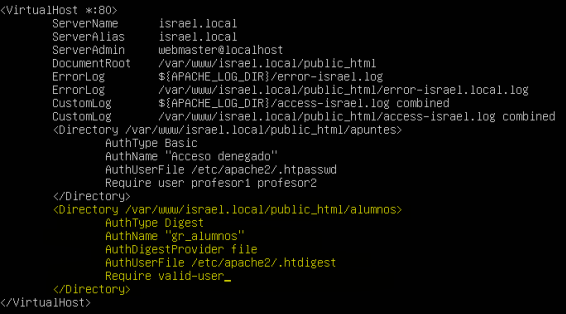 <VirtualHost *:80>
ServerName israel.local
ServerAlias israel.local
ServerAdmin webmaster@localhost
DocumentRoot /var/www/israel.local/public_html
ErrorLog ${APACHE_LOG_DIR}/error-israel.log
ErrorLog /var/www/israel.local/public_html/error-israel.local.log
CustomLog ${APACHE_LOG_DIR}/access-israel.log combined
CustomLog /var/www/israel.local/public_html/access-israel.log combined
<Directory /var/www/israel.local/public_html/apuntes>
AuthType Basic
AuthName "Acceso denegado"
AuthUserFile /etc/apache2/.htpasswd
Require user profesor1 profesor2
</Directory>
<Directory /var/www/israel.local/public_html/alumnos>
AuthType Digest
AuthName "gr_alumnos"
AuthDigestProvider file
AuthUserFile /etc/apache2/.htdigest
Require valid-user_
</Directory>
</VirtualHost>